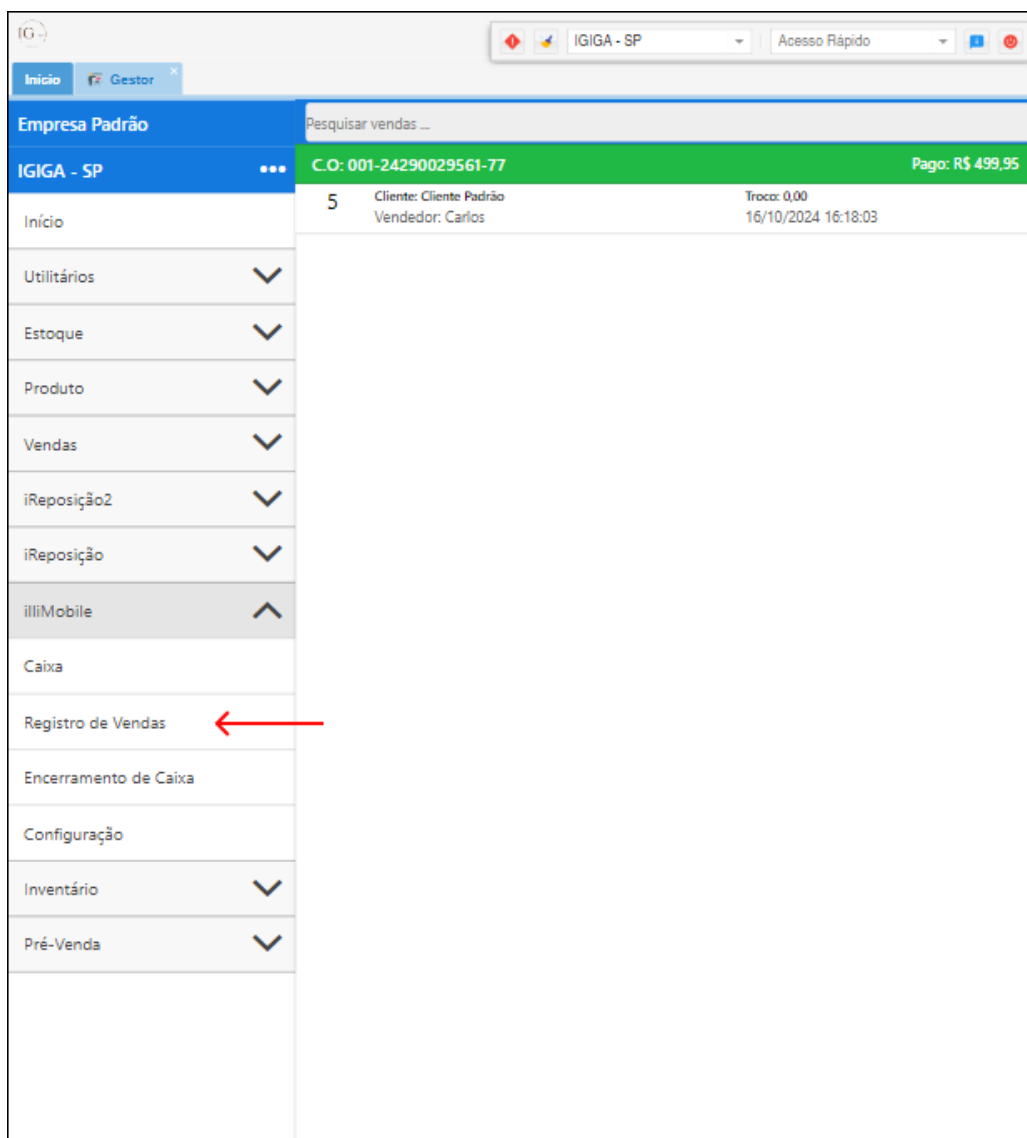 IG
IGIGA - SP
Acesso Rápido
Início
Gestor
Empresa Padrão
Pesquisar vendas ...
IGIGA - SP
C.O: 001-24290029561-77
Pago: R$ 499,95
5
Cliente: Cliente Padrão
Troco: 0,00
Vendedor: Carlos
16/10/2024 16:18:03
Início
Utilitários
Estoque
Produto
Vendas
iReposição2
iReposição
illiMobile
Caixa
Registro de Vendas
Encerramento de Caixa
Configuração
Inventário
Pré-Venda